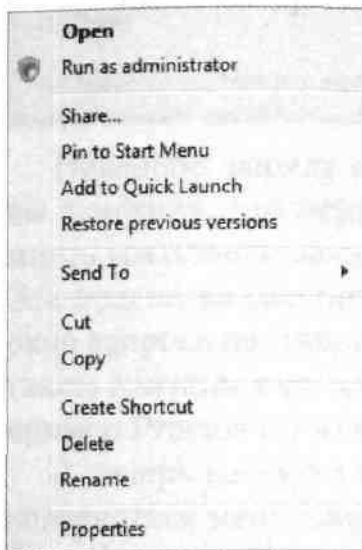 Open
Run as administrator
Share...
Pin to Start Menu
Add to Quick Launch
Restore previous versions
Send To
Cut
Copy
Create Shortcut
Delete
Rename
Properties